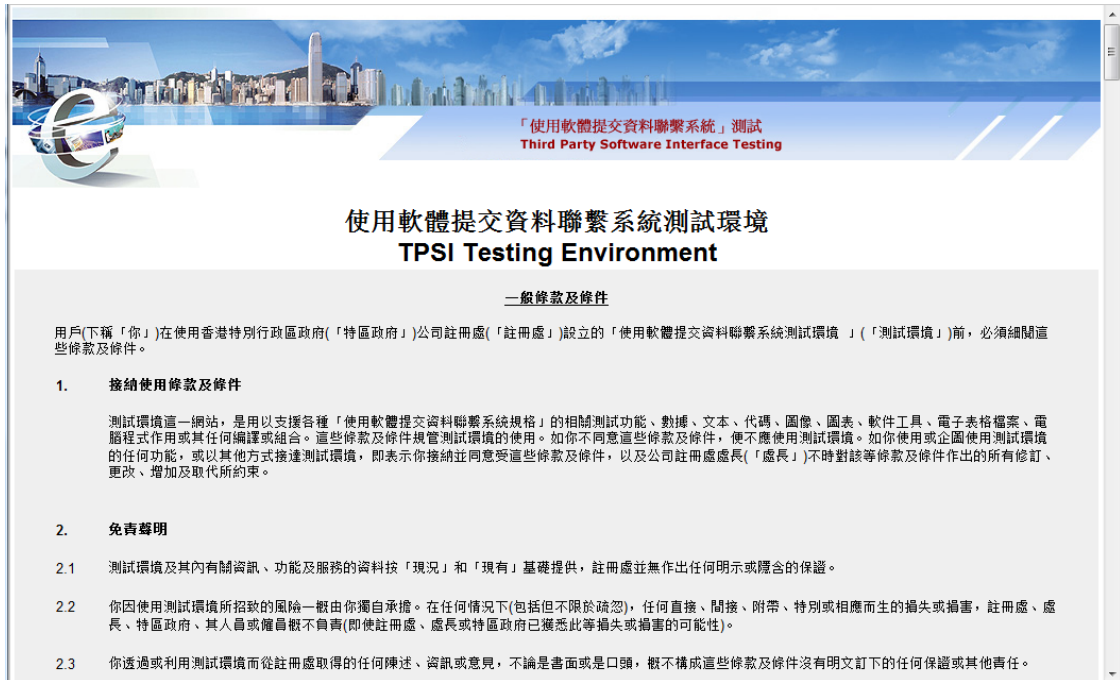 「使用軟體提交資料聯繫系統」測試
Third Party Software Interface Testing
使用軟體提交資料聯繫系統測試環境
TPSI Testing Environment
一般條款及條件
用戶(下稱「你」)在使用香港特別行政區政府(「特區政府」)公司註冊處(「註冊處」)設立的「使用軟體提交資料聯繫系統測試環境 」(「測試環境」)前，必須細閱這
些條款及條件。
1. 接納使用條款及條件
測試環境這一網站，是用以支援各種「使用軟體提交資料聯繫系統規格」的相關測試功能、數據、文本、代碼、圖像、圖表、軟件工具、電子表格檔案、電
腦程式作用或其任何編譯或組合。這些條款及條件規管測試環境的使用。如你不同意這些條款及條件，便不應使用測試環境。如你使用或企圖使用測試環境
的任何功能，或以其他方式接達測試環境，即表示你接納並同意受這些條款及條件，以及公司註冊處處長(「處長」)不時對該等條款及條件作出的所有修訂、
更改、增加及取代所約束。
2. 免責聲明
2.1 測試環境及其內有關資訊、功能及服務的資料按「現況」和「現有」基礎提供，註冊處並無作出任何明示或隱含的保證。
2.2 你因使用測試環境所招致的風險一概由你獨自承擔。在任何情況下(包括但不限於疏忽)，任何直接、間接、附帶、特別或相應而生的損失或損害，註冊處、處
長、特區政府、其人員或僱員概不負責(即使註冊處、處長或特區政府已獲悉此等損失或損害的可能性)。
2.3 你透過或利用測試環境而從註冊處取得的任何陳述、資訊或意見，不論是書面或是口頭，概不構成這些條款及條件沒有明文訂下的任何保證或其他責任。